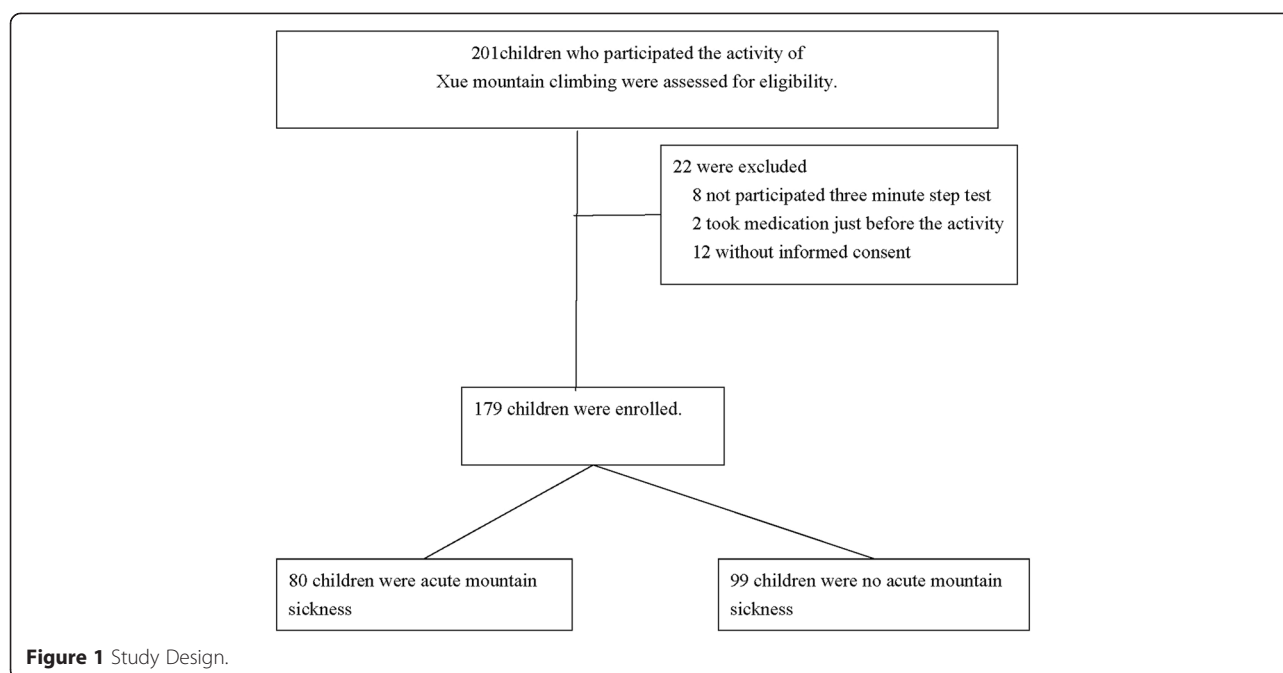 201children who participated the activity of
Xue mountain climbing were assessed for eligibility.
22 were excluded
8 not participated three minute step test
2 took medication just before the activity
12 without informed consent
179 children were enrolled.
80 children were acute mountain
sickness
99 children were no acute mountain
sickness
Figure 1 Study Design.